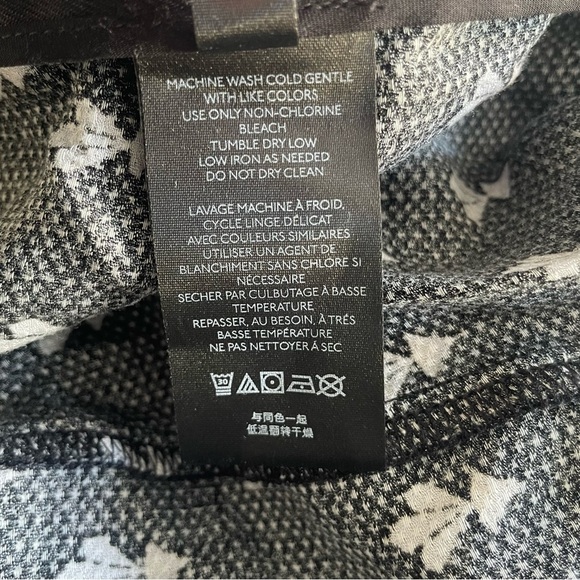 MACHINE WASH COLD GENTLE
WITH LIKE COLORS
USE ONLY NON-CHLORINE
BLEACH
TUMBLE DRY LOW
LOW IRON AS NEEDED
DO NOT DRY CLEAN
LAVAGE MACHINE À FROID,
CYCLE LINGE DÉLICAT
AVEC COULEURS SIMILAIRES
UTILISER UN AGENT DE
BLANCHIMENT SANS CHLORE SI
NÉCESSAIRE
SECHER PAR CULBUTAGE À BASSE
TEMPERATURE
REPASSER, AU BESOIN, À TRÉS
BASSE TEMPÉRATURE
NE PAS NETTOYER À SEC
30
与同色一起
低温翻转干燥